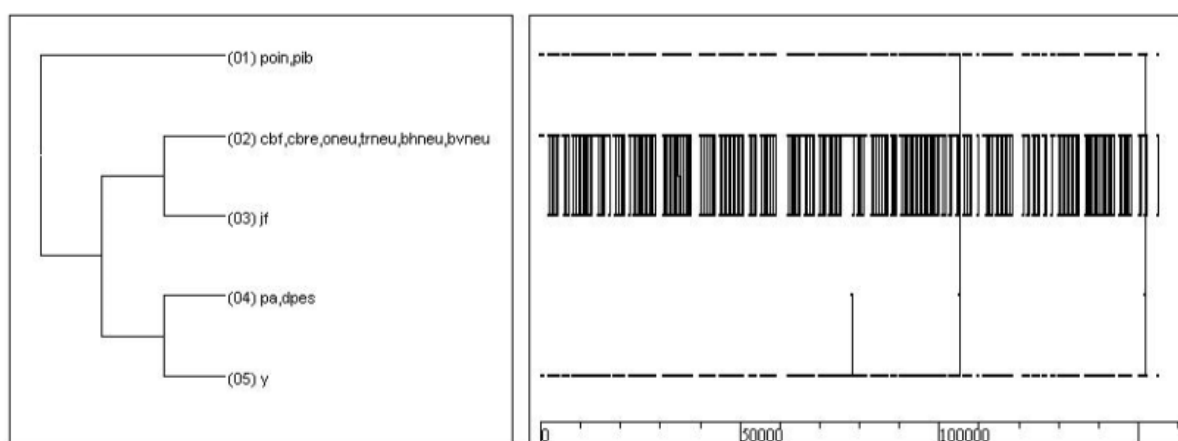 (01) poin,pib
(02) cbf,cbre,oneu,trneu,bhneu,bvneu
(03) jf
(04) pa,dpes
(05) y
0 50000 100000